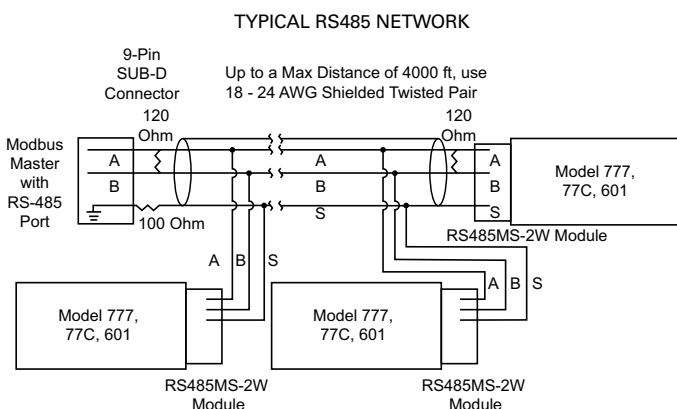 TYPICAL RS485 NETWORK
9-Pin
SUB-D
Connector
Up to a Max Distance of 4000 ft, use
18 - 24 AWG Shielded Twisted Pair
120
Ohm
120
Ohm
Modbus
Master
with
RS-485
Port
A
B
100 Ohm
A
B
S
A
B
S
Model 777,
77C, 601
RS485MS-2W Module
A B S
A B S
Model 777,
77C, 601
Model 777,
77C, 601
RS485MS-2W
Module
RS485MS-2W
Module